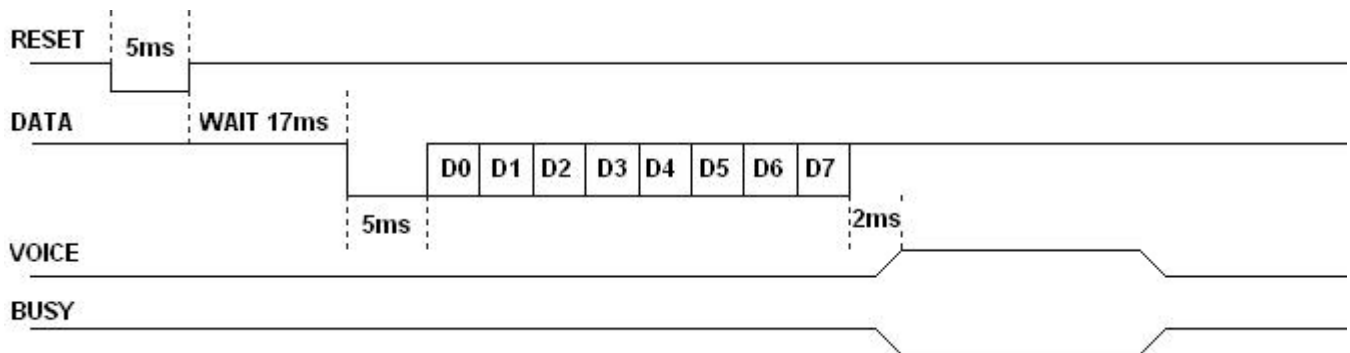 RESET
5ms
DATA
WAIT 17ms
D0 D1 D2 D3 D4 D5 D6 D7
5ms
2ms
VOICE
BUSY